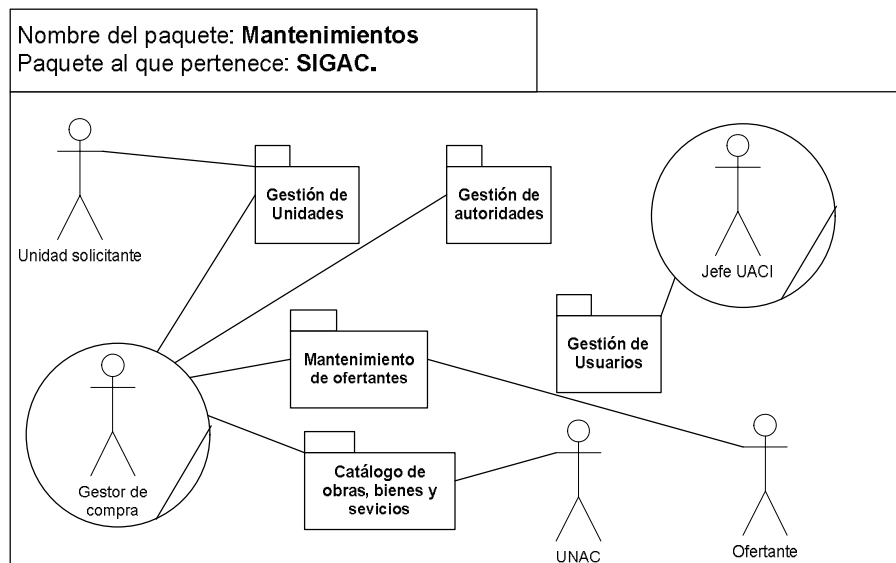 Nombre del paquete: Mantenimientos
Paquete al que pertenece: SIGAC.
Unidad solicitante
Gestión de
Unidades
Gestión de
autoridades
Jefe UACI
Gestión de
Usuarios
Mantenimiento
de ofertantes
Gestor de
compra
Catálogo de
obras, bienes y
sevicios
UNAC
Ofertante